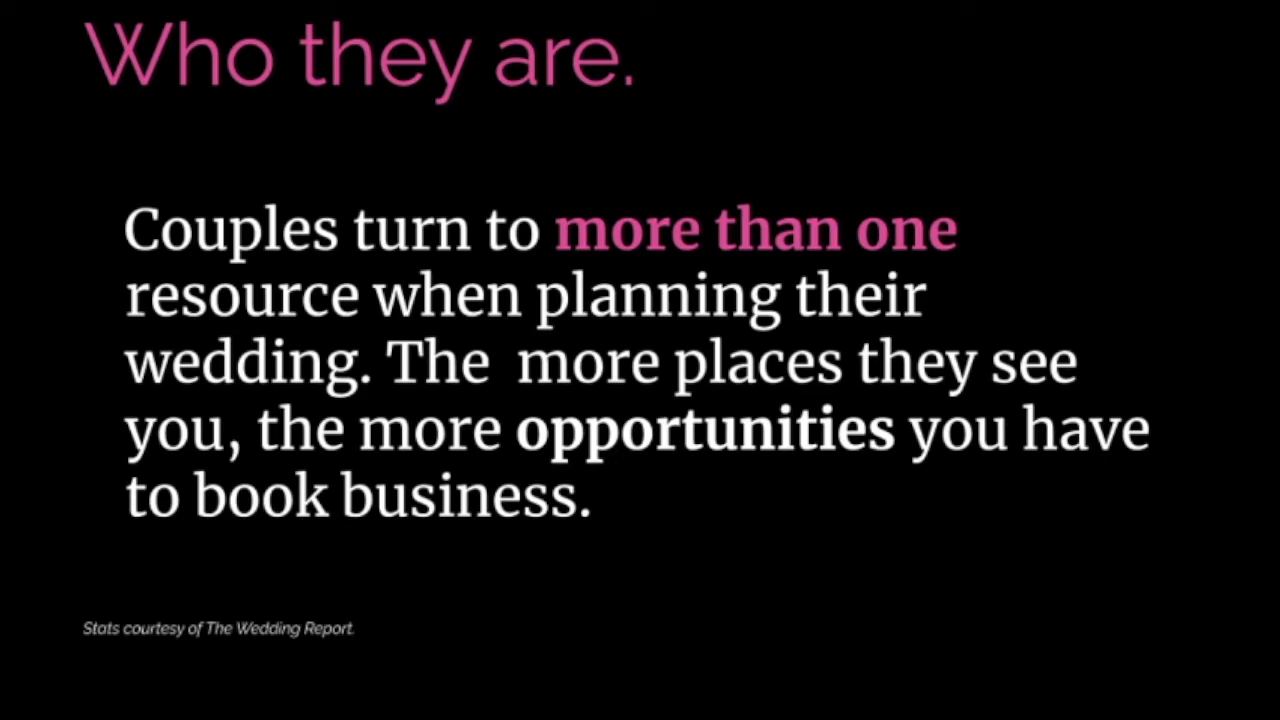 Who they are.
Couples turn to more than one
resource when planning their
wedding. The  more places they see
you, the more opportunities you have
to book business.
Stats courtesy of The Wedding Report.